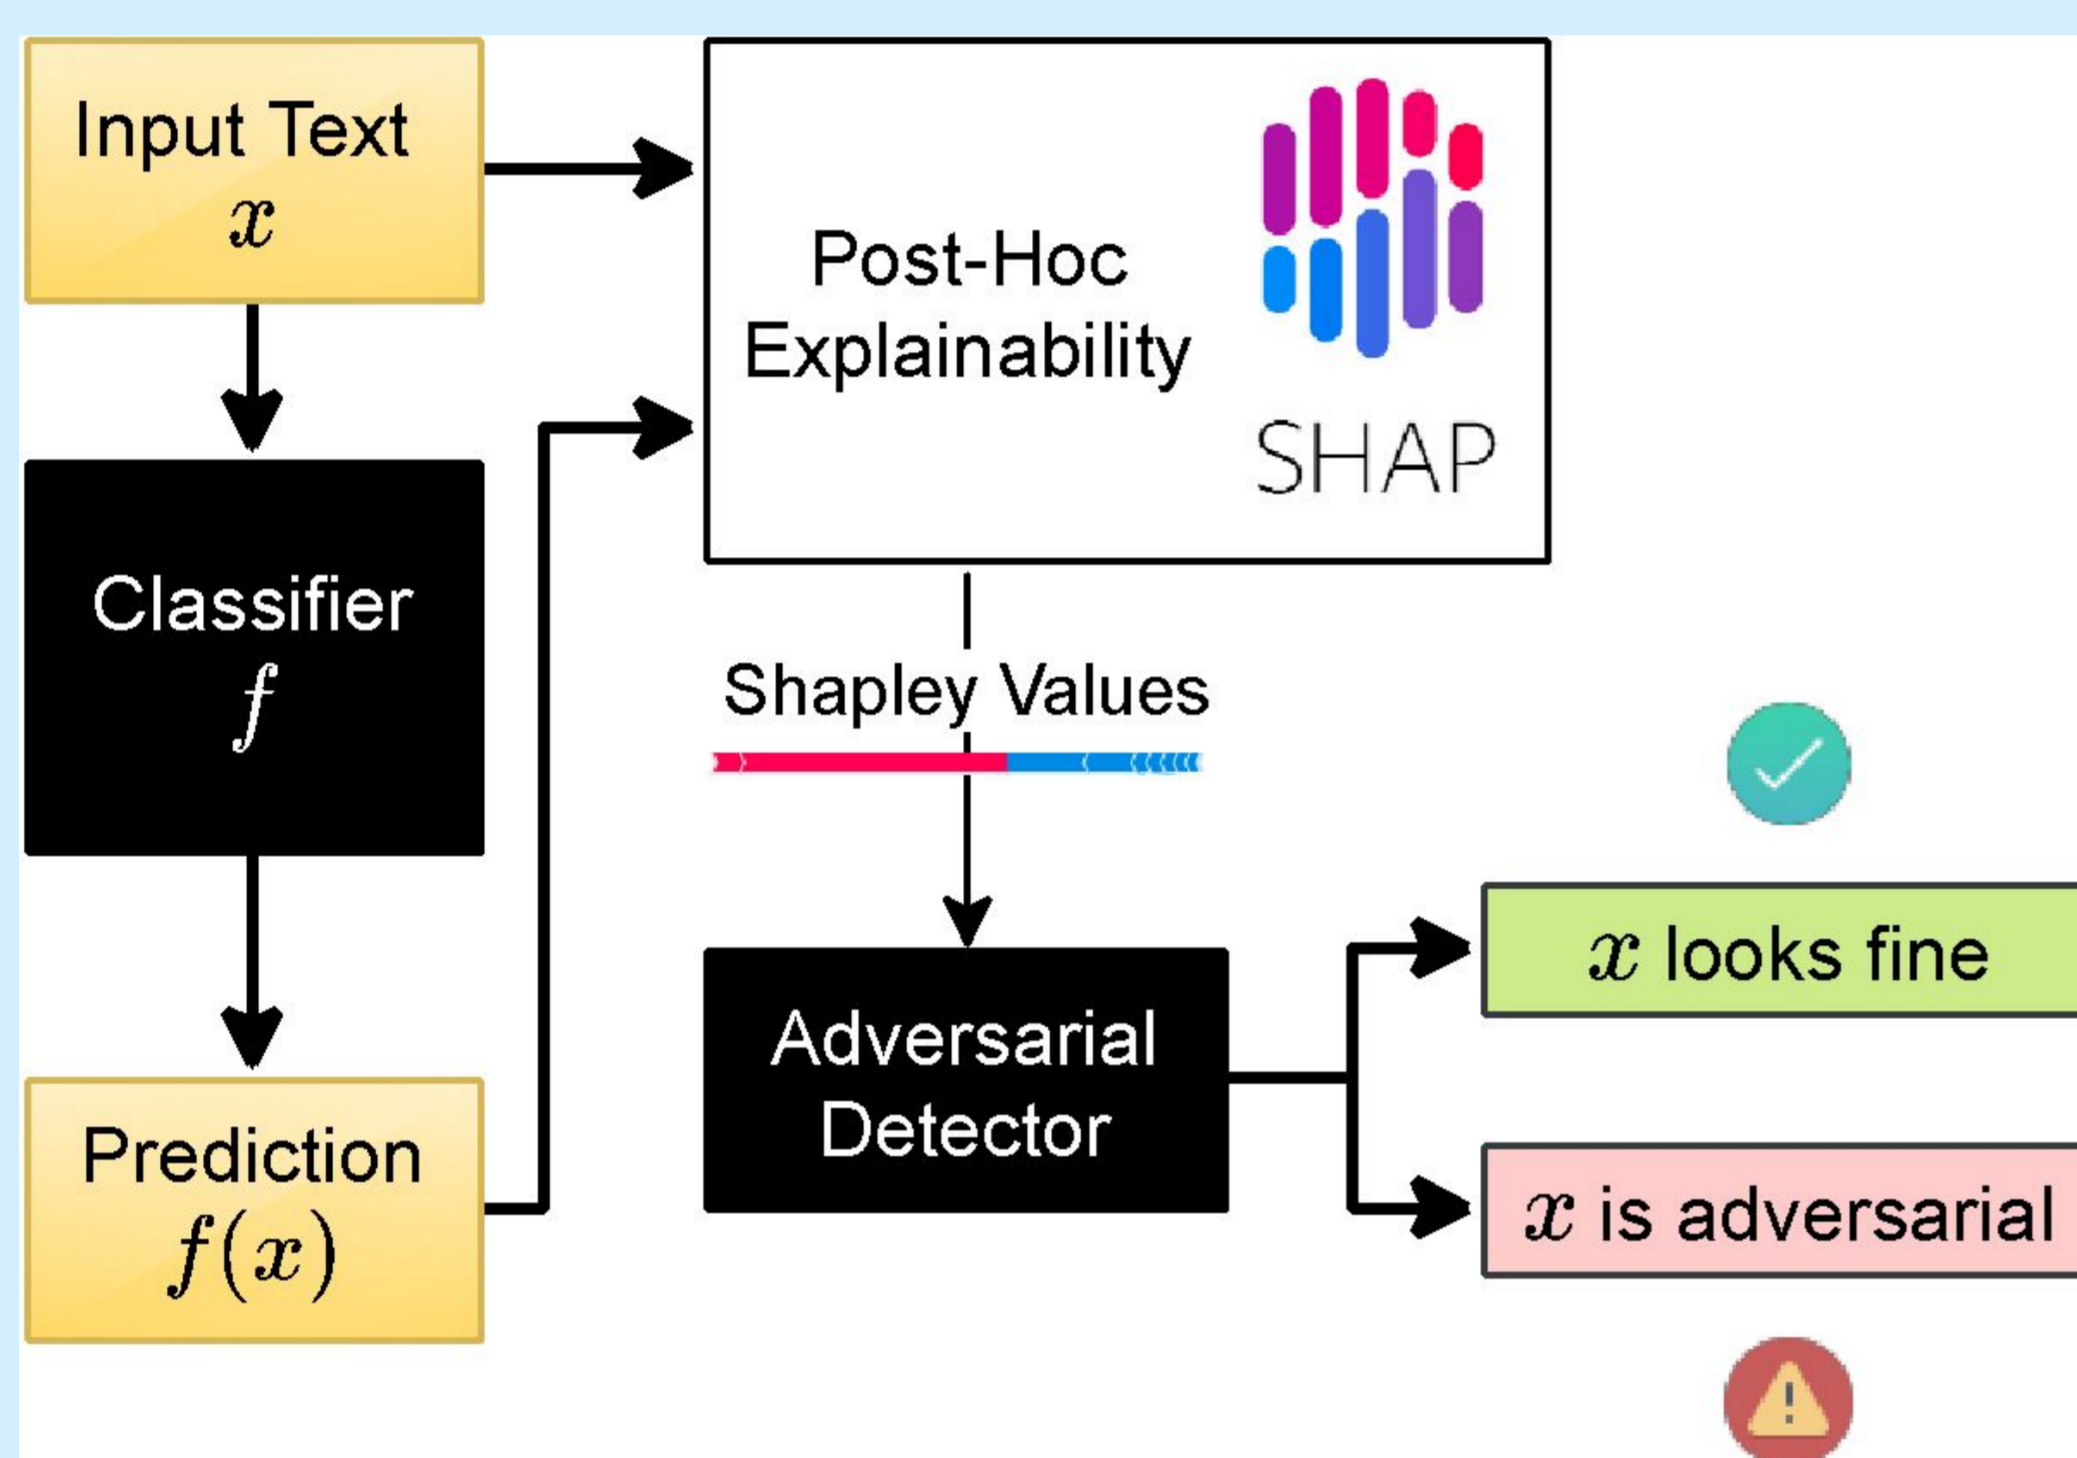 Input Text
x
Post-Hoc
Explainability
SHAP
Classifier
f
Shapley Values
x looks fine
Adversarial
Detector
Prediction
f(x)
x is adversarial
!